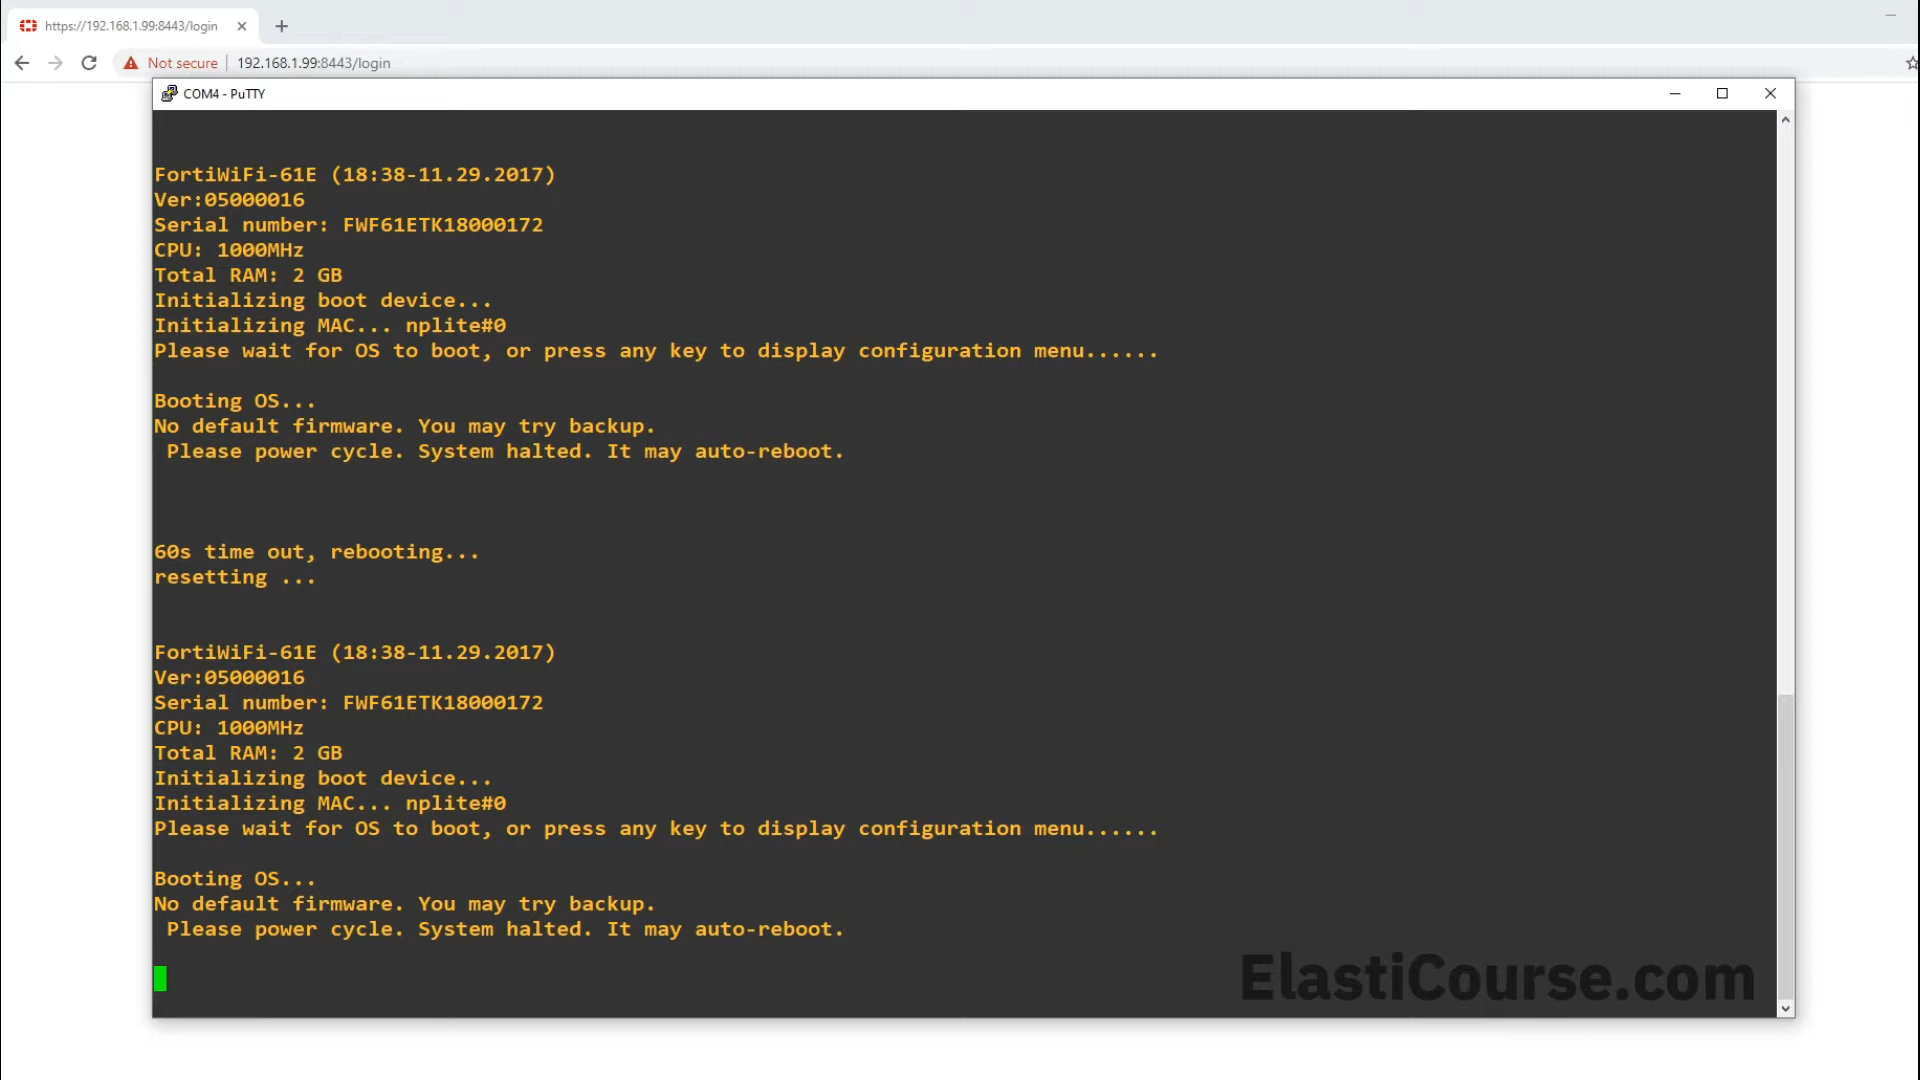 https://192.168.1.99:8443/login
Not secure
192.168.1.99:8443/login
COM4 - PuTTY
FortiWiFi-61E (18:38-11.29.2017)
Ver:05000016
Serial number: FWF61ETK18000172
CPU: 1000MHz
Total RAM: 2 GB
Initializing boot device...
Initializing MAC... nplite#0
Please wait for OS to boot, or press any key to display configuration menu......
Booting OS...
No default firmware. You may try backup.
Please power cycle. System halted. It may auto-reboot.
60s time out, rebooting...
resetting ...
FortiWiFi-61E (18:38-11.29.2017)
Ver:05000016
Serial number: FWF61ETK18000172
CPU: 1000MHz
Total RAM: 2 GB
Initializing boot device...
Initializing MAC... nplite#0
Please wait for OS to boot, or press any key to display configuration menu......
Booting OS...
No default firmware. You may try backup.
Please power cycle. System halted. It may auto-reboot.
ElastiCourse.com